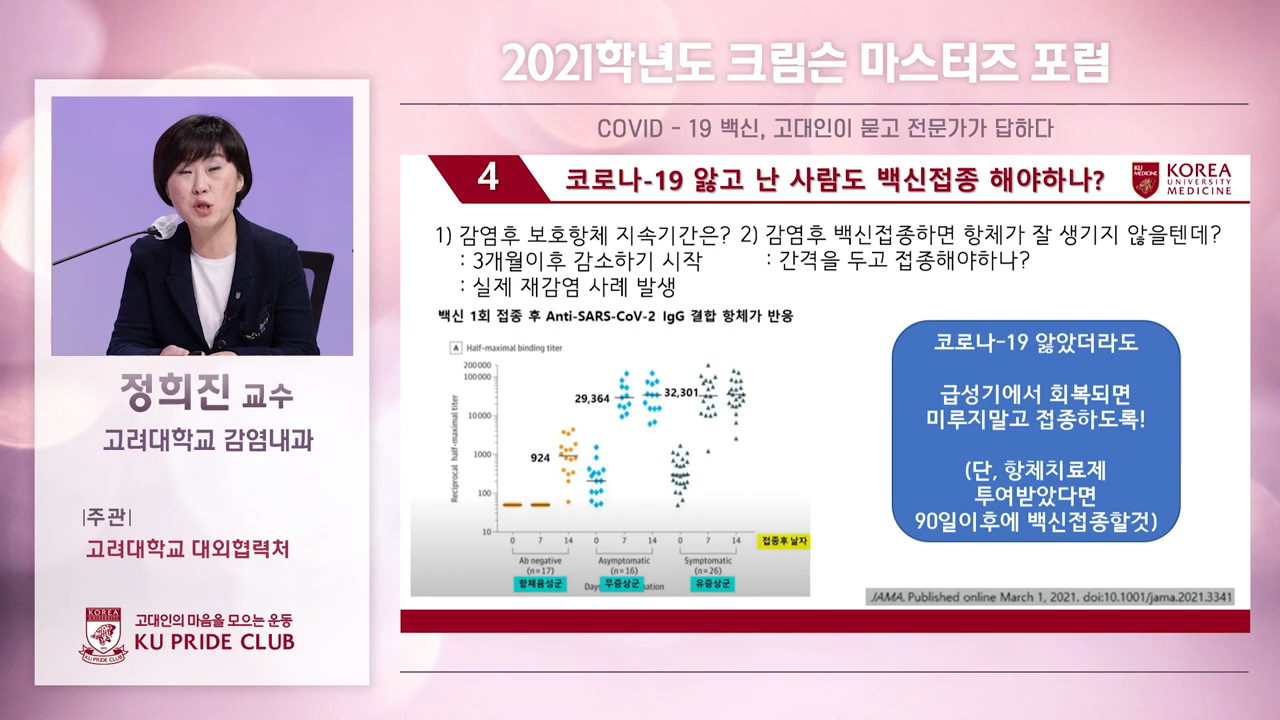 2021학년도 크림슨 마스터즈 포럼
COVID - 19 백신, 고대인이 묻고 전문가가 답하다
정희진 교수
고려대학교 감염내과
|주관|
고려대학교 대외협력처
KOREA
UNIVERSITY
KU PRIDE CLUB
고대인의 마음을 모으는 운동
KU PRIDE CLUB
4
코로나-19 앓고 난 사람도 백신접종 해야하나?
KU
MEDICINE
KOREA
UNIVERSITY
MEDICINE
1) 감염후 보호항체 지속기간은?
: 3개월이후 감소하기 시작
: 실제 재감염 사례 발생
2) 감염후 백신접종하면 항체가 잘 생기지 않을텐데?
: 간격을 두고 접종해야하나?
백신 1회 접종 후 Anti-SARS-CoV-2 IgG 결합 항체가 반응
A Half-maximal binding titer
Reciprocal half-maximal titer
200000
100000
10000
1000
100
10
924
29,364
32,301
0 7 14 0 7 14 0 7 14
접종후 날자
Ab negative
(n=17)
항체음성군
Asymptomatic
(n=16)
무증상군
Symptomatic
(n=26)
유증상군
코로나-19 앓았더라도
급성기에서 회복되면
미루지말고 접종하도록!
(단, 항체치료제
투여받았다면
90일이후에 백신접종할것)
JAMA. Published online March 1, 2021. doi:10.1001/jama.2021.3341